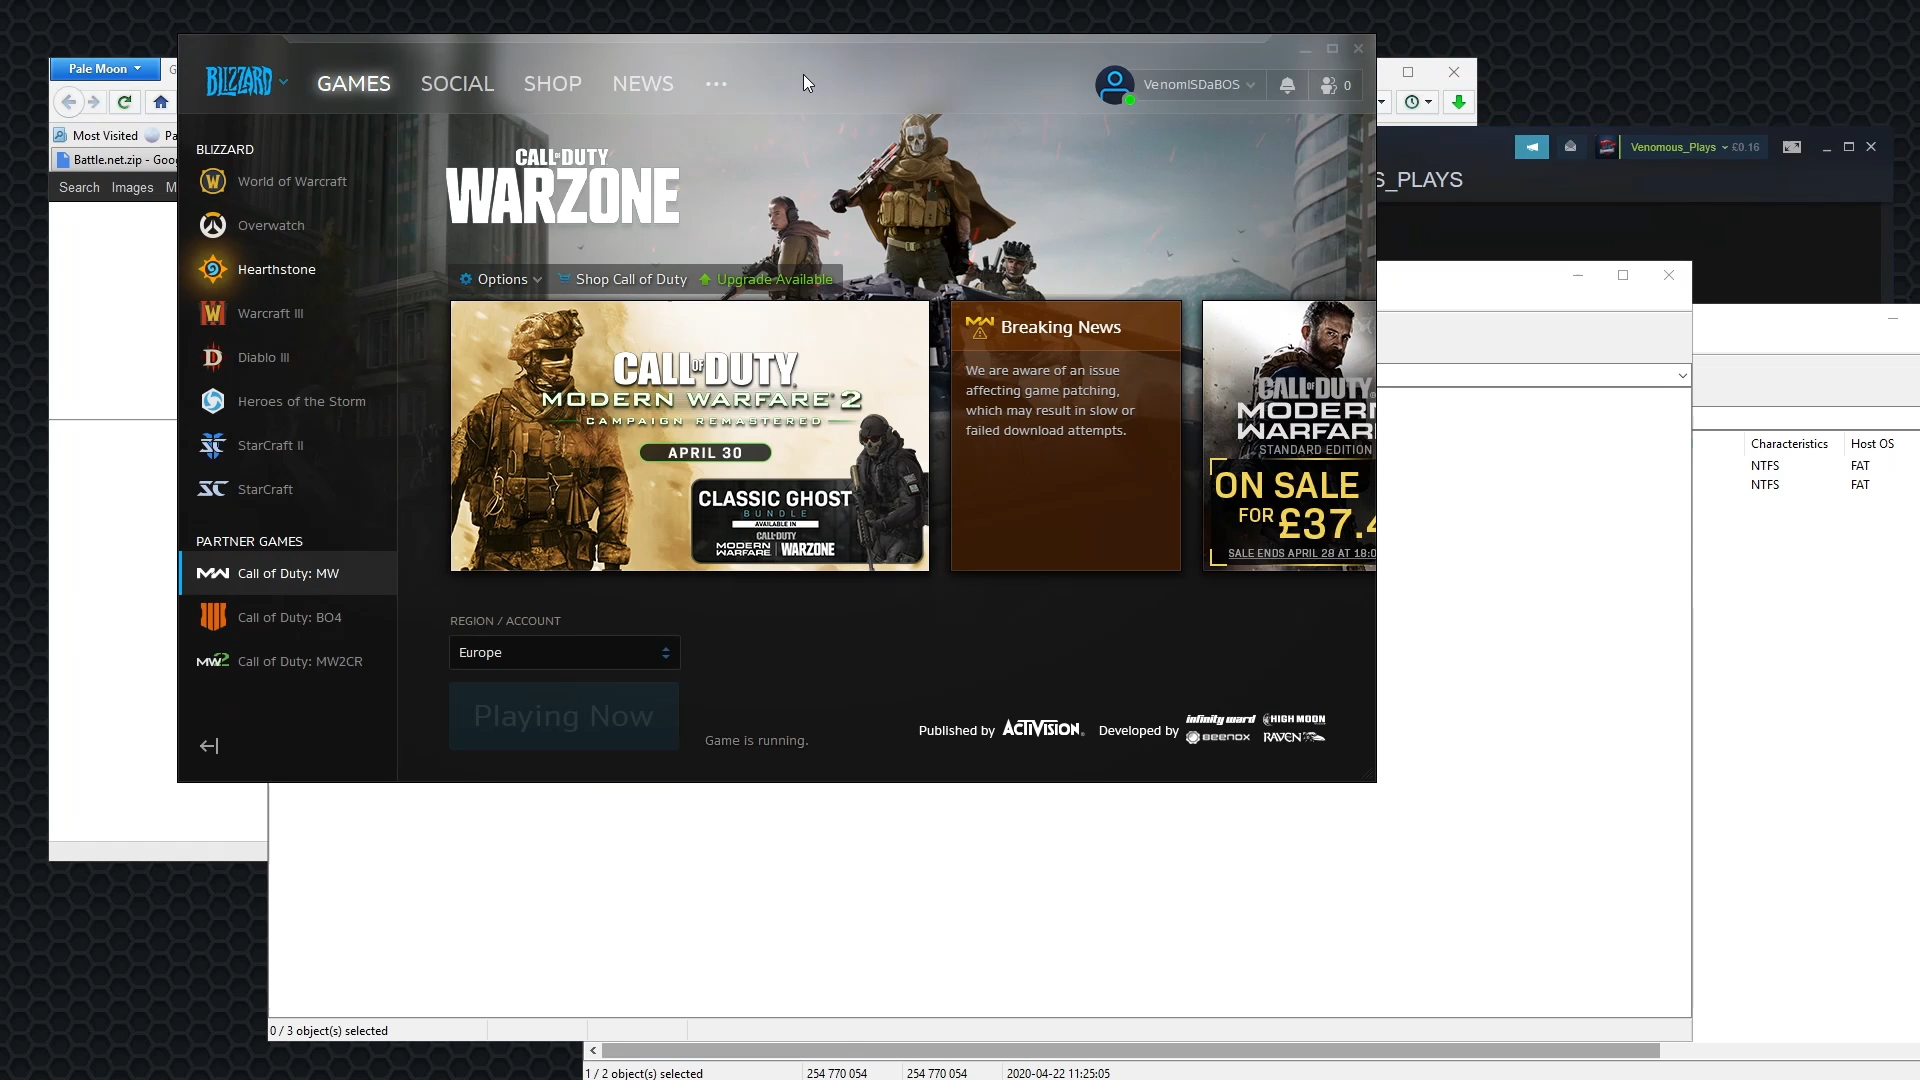 Pale Moon
G
Most Visited
Pa
Battle.net.zip - Goo
Search Images M
BLIZZARD
GAMES SOCIAL SHOP NEWS
VenomISDaBOS
0
BLIZZARD
World of Warcraft
Overwatch
Hearthstone
Warcraft III
Diablo III
Heroes of the Storm
StarCraft II
StarCraft
PARTNER GAMES
Call of Duty: MW
Call of Duty: BO4
MW2 Call of Duty: MW2CR
CALL OF DUTY
WARZONE
Options Shop Call of Duty Upgrade Available
CALL OF DUTY
MODERN WARFARE 2
CAMPAIGN REMASTERED
APRIL 30
CLASSIC GHOST
BUNDLE
AVAILABLE IN
CALL OF DUTY
MODERN WARFARE | WARZONE
Breaking News
We are aware of an issue
affecting game patching,
which may result in slow or
failed download attempts.
CALL OF DUTY
MODERN
WARFAR
STANDARD EDITION
ON SALE
FOR £37.4
SALE ENDS APRIL 28 AT 18:0
REGION / ACCOUNT
Europe
Playing Now
Game is running.
Published by ACTIVISION. Developed by infinity ward HIGH MOON
BEENOX RAVEN
Venomous_Plays £0.16
S_PLAYS
Characteristics Host OS
NTFS FAT
NTFS FAT
0 / 3 object(s) selected
1 / 2 object(s) selected 254 770 054 254 770 054 2020-04-22 11:25:05